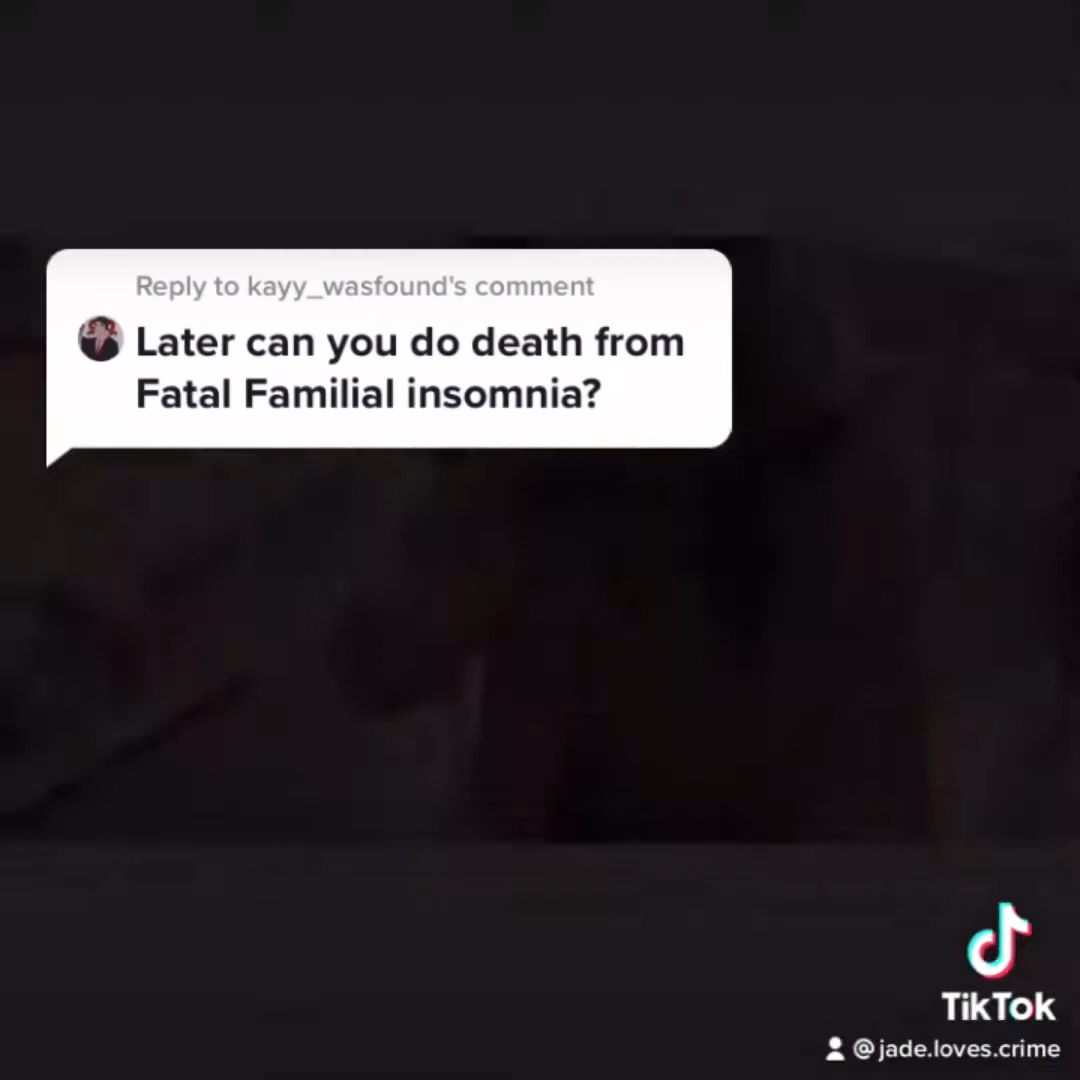 Reply to kayy_wasfound's comment
Later can you do death from
Fatal Familial insomnia?
TikTok
@jade.loves.crime